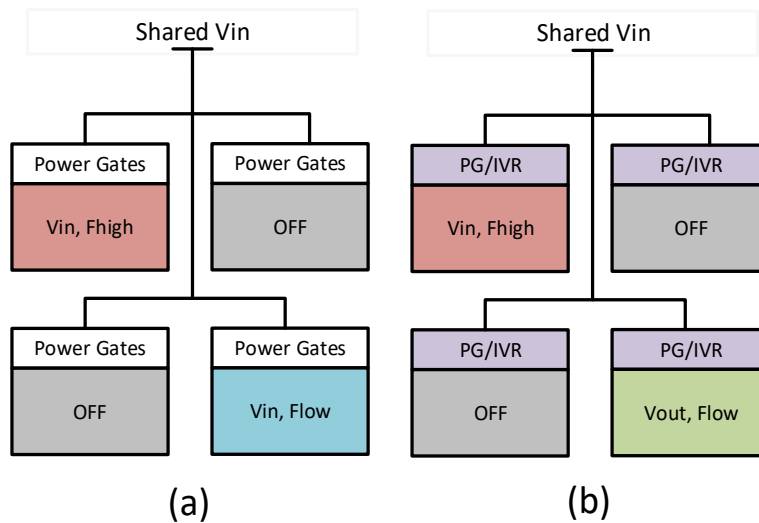 Shared Vin
Power Gates
Vin, Fhigh
Power Gates
OFF
Power Gates
OFF
Power Gates
Vin, Flow
(a)
Shared Vin
PG/IVR
Vin, Fhigh
PG/IVR
OFF
PG/IVR
OFF
PG/IVR
Vout, Flow
(b)